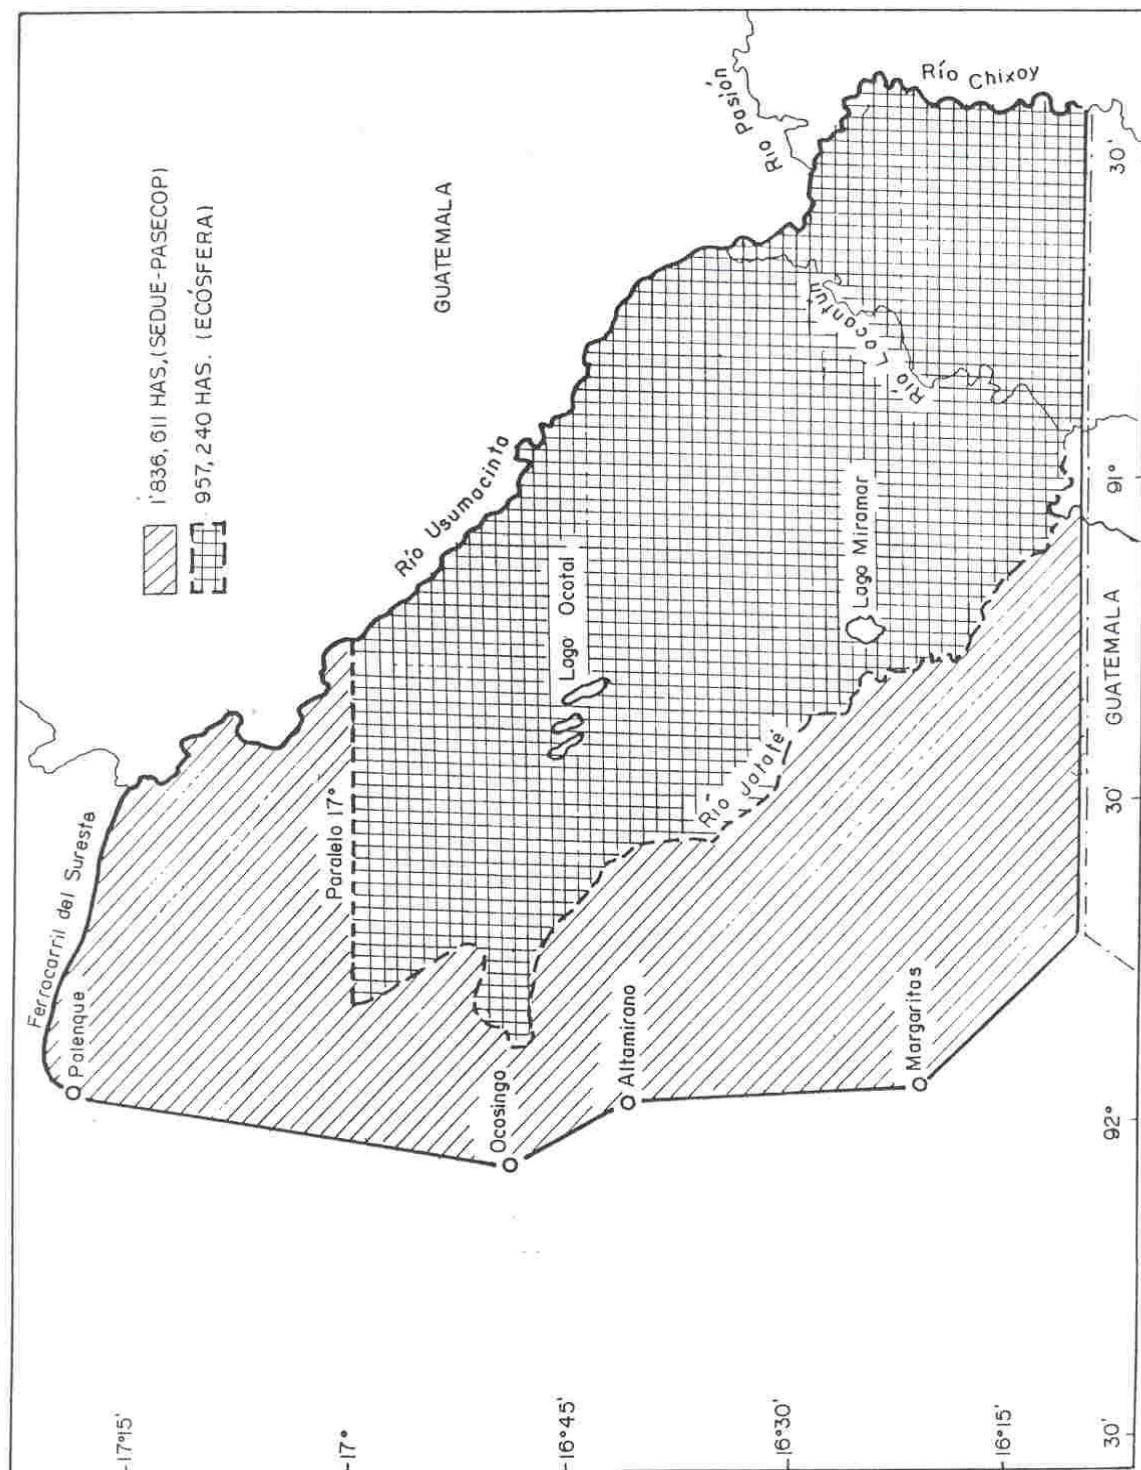 1'836,611 HAS,(SEDUE-PASECOP)
957,240 HAS. (ECÓSFERA)
GUATEMALA
Ferrocarril del Sureste
Palenque
Paralelo 17°
Río Usumacinta
Río Pasión
Río Chixoy
Ocosingo
Lago Ocotal
Altamirano
Río Jataté
Lago Miramar
Río Lacantún
Margaritas
GUATEMALA
17°15'
17°
16°45'
16°30'
16°15'
30'
92°
30'
91°
30'